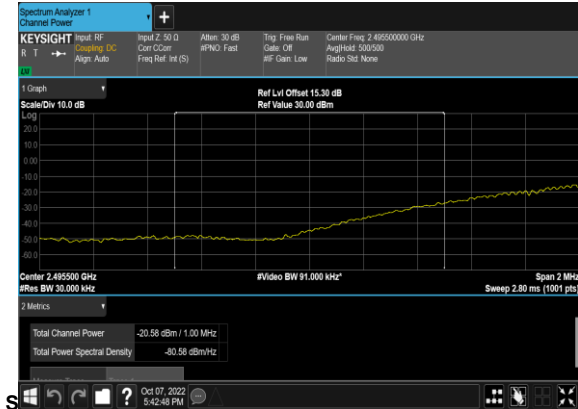 Spectrum Analyzer 1
Channel Power
+
KEYSIGHT
R T
Input: RF
Coupling: DC
Align: Auto
Input Z: 50 Ω
Corr CCorr
Freq Ref: Int (S)
Atten: 30 dB
#PNO: Fast
Trig: Free Run
Gate: Off
#IF Gain: Low
Center Freq: 2.495500000 GHz
Avg|Hold: 500/500
Radio Std: None
1 Graph
Scale/Div 10.0 dB
Ref Lvl Offset 15.30 dB
Ref Value 30.00 dBm
Log
20.0
10.0
0.00
-10.0
-20.0
-30.0
-40.0
-50.0
-60.0
Center 2.495500 GHz
#Res BW 30.000 kHz
#Video BW 91.000 kHz*
Span 2 MHz
Sweep 2.80 ms (1001 pts)
2 Metrics
Total Channel Power -20.58 dBm / 1.00 MHz
Total Power Spectral Density -80.58 dBm/Hz
S
?
Oct 07, 2022
5:42:48 PM